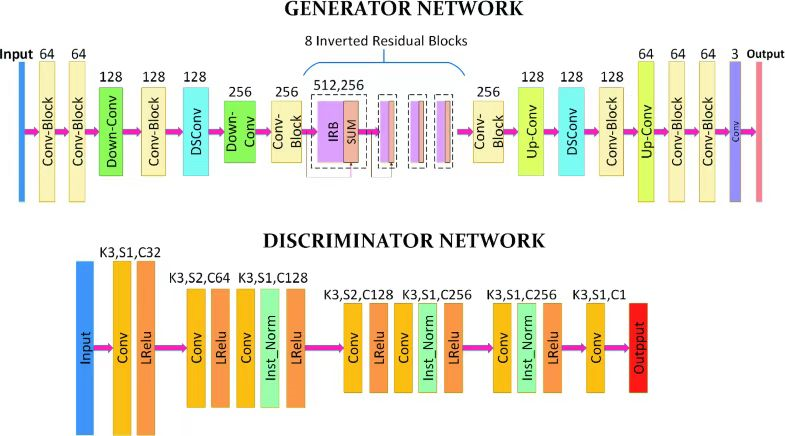 GENERATOR NETWORK
8 Inverted Residual Blocks
Input
64
64
128
128
128
256
256
512,256
256
128
128
128
64
64
64
3
Output
Conv-Block
Conv-Block
Down-Conv
Conv-Block
DSConv
Down-
Conv
Conv-
Block
IRB
SUM
Conv-
Block
Up-Conv
DSConv
Conv-Block
Up-Conv
Conv-Block
Conv-Block
Conv
DISCRIMINATOR NETWORK
K3,S1,C32
K3,S2,C64
K3,S1,C128
K3,S2,C128
K3,S1,C256
K3,S1,C256
K3,S1,C1
Input
Conv
LRelu
Conv
LRelu
Conv
Inst_Norm
LRelu
Conv
LRelu
Conv
Inst_Norm
LRelu
Conv
Inst_Norm
LRelu
Conv
Outpput